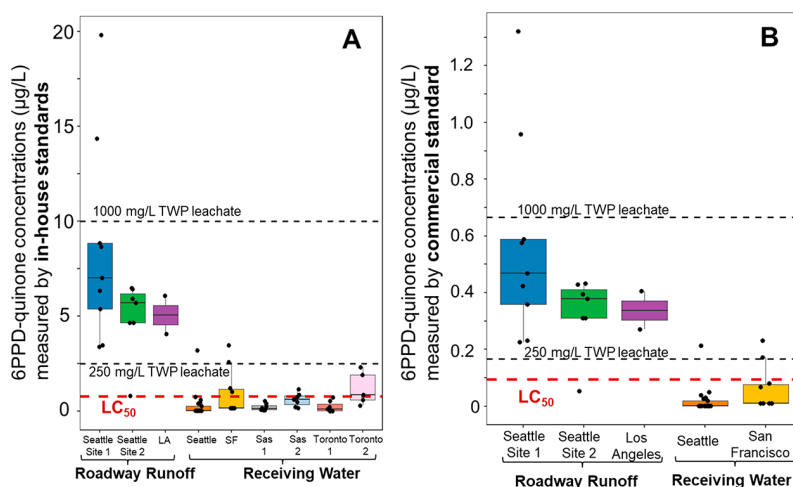 A
6PPD-quinone concentrations (µg/L)
measured by in-house standards
20
15
10
5
0
1000 mg/L TWP leachate
250 mg/L TWP leachate
LC50
Seattle Site 1
Seattle Site 2
LA
Seattle
SF
Sas 1
Sas 2
Toronto 1
Toronto 2
Roadway Runoff
Receiving Water
B
6PPD-quinone concentrations (µg/L)
measured by commercial standard
1.2
1.0
0.8
0.6
0.4
0.2
0
1000 mg/L TWP leachate
250 mg/L TWP leachate
LC50
Seattle Site 1
Seattle Site 2
Los Angeles
Seattle
San Francisco
Roadway Runoff
Receiving Water